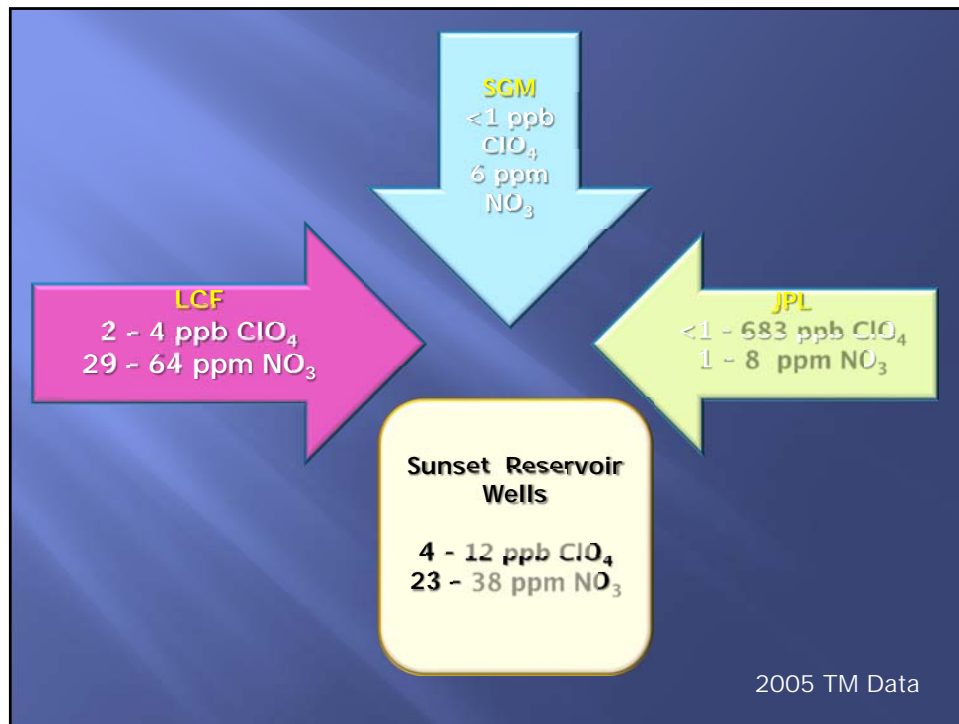 SGM
<1 ppb
ClO₄
6 ppm
NO₃
LCF
2 – 4 ppb ClO₄
29 – 64 ppm NO₃
JPL
<1 – 683 ppb ClO₄
1 – 8 ppm NO₃
Sunset Reservoir
Wells
4 - 12 ppb ClO₄
23 – 38 ppm NO₃
2005 TM Data